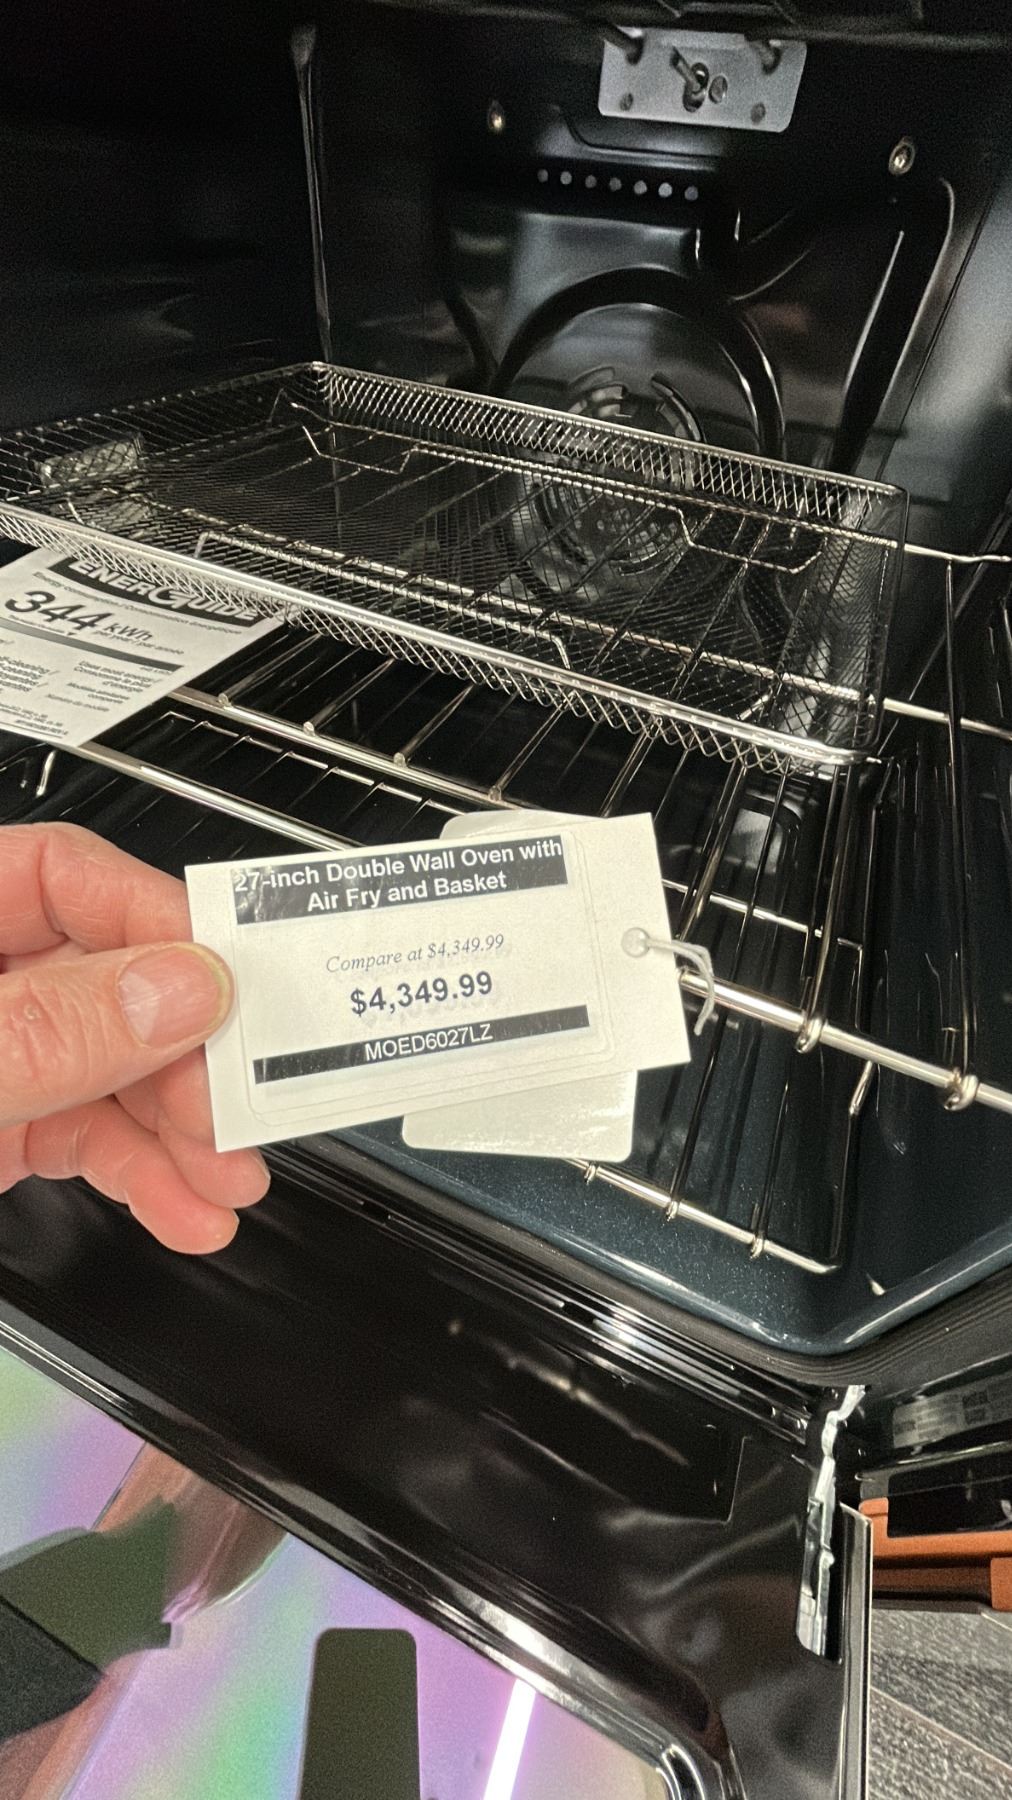 ENERGUIDE
344 kWh
27-inch Double Wall Oven with
Air Fry and Basket
Compare at $4,349.99
$4,349.99
MOED6027LZ